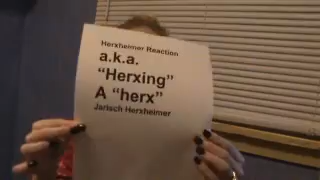 Herxheimer Reaction
a.k.a.
“Herxing”
A “herx”
Jarisch Herxheimer